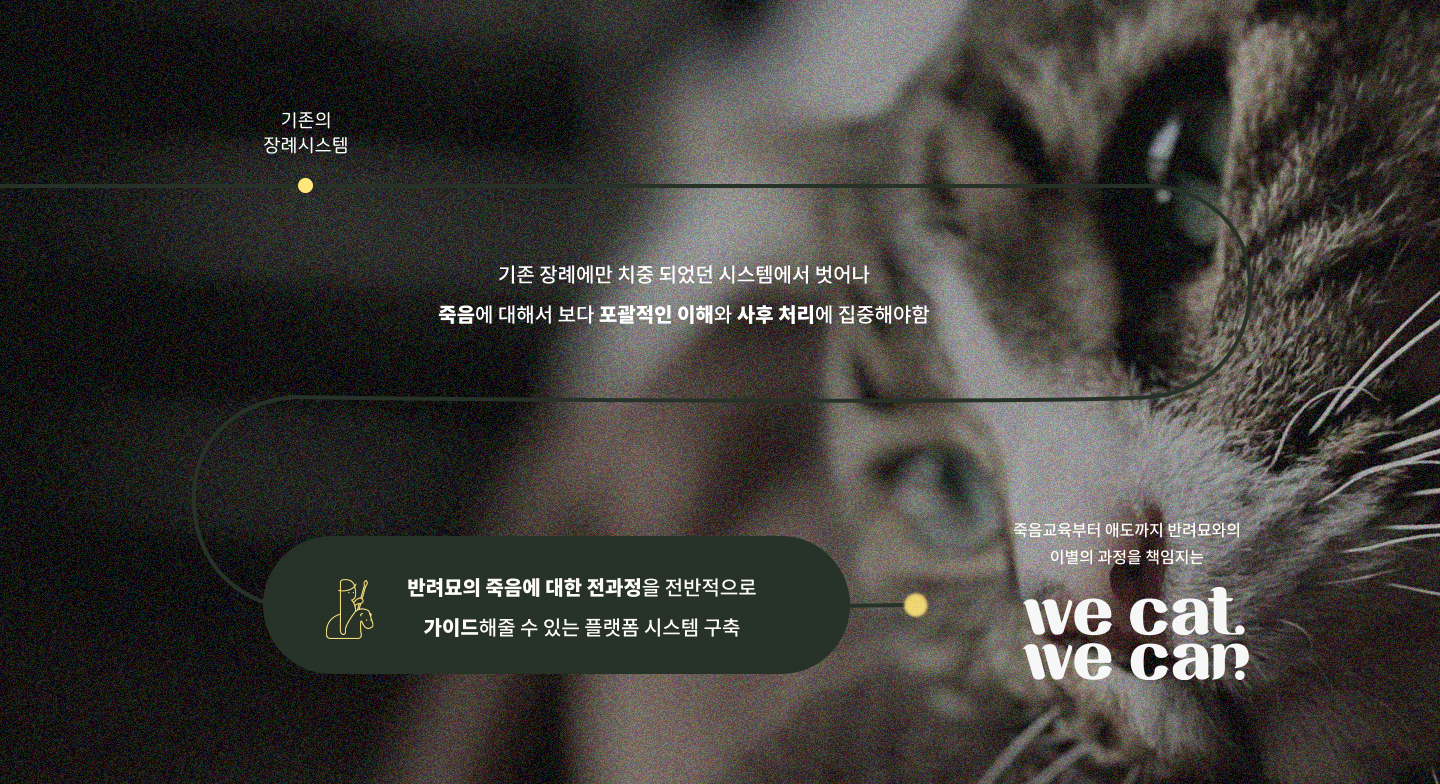 기존의
장례시스템
기존 장례에만 치중 되었던 시스템에서 벗어나
죽음에 대해서 보다 포괄적인 이해와 사후 처리에 집중해야함
죽음교육부터 애도까지 반려묘와의
이별의 과정을 책임지는
반려묘의 죽음에 대한 전과정을 전반적으로
가이드해줄 수 있는 플랫폼 시스템 구축
we cat.
we can?